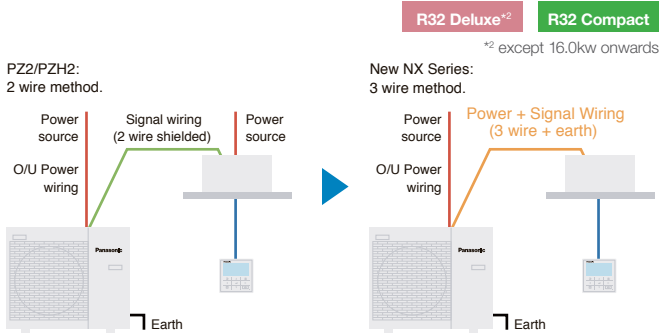 R32 Deluxe*2
R32 Compact
*2 except 16.0kw onwards
PZ2/PZH2:
2 wire method.
Power
source
Signal wiring
(2 wire shielded)
Power
source
O/U Power
wiring
Panasonic
Earth
New NX Series:
3 wire method.
Power
source
Power + Signal Wiring
(3 wire + earth)
O/U Power
wiring
Panasonic
Earth